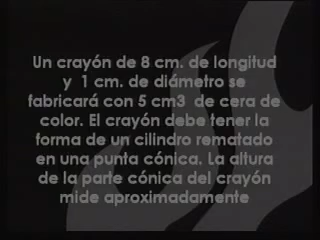 Un crayón de 8 cm. de longitud
y 1 cm. de diámetro se
fabricará con 5 cm3 de cera de
color. El crayón debe tener la
forma de un cilindro rematado
en una punta cónica. La altura
de la parte cónica del crayón
mide aproximadamente